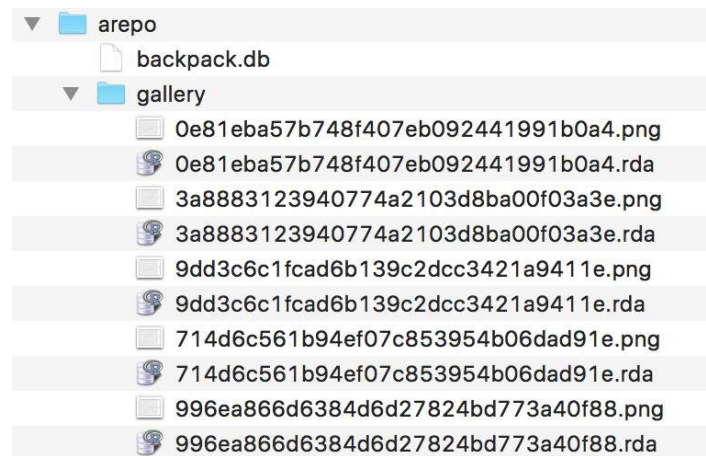 arepo
backpack.db
gallery
0e81eba57b748f407eb092441991b0a4.png
0e81eba57b748f407eb092441991b0a4.rda
3a8883123940774a2103d8ba00f03a3e.png
3a8883123940774a2103d8ba00f03a3e.rda
9dd3c6c1fcad6b139c2dcc3421a9411e.png
9dd3c6c1fcad6b139c2dcc3421a9411e.rda
714d6c561b94ef07c853954b06dad91e.png
714d6c561b94ef07c853954b06dad91e.rda
996ea866d6384d6d27824bd773a40f88.png
996ea866d6384d6d27824bd773a40f88.rda